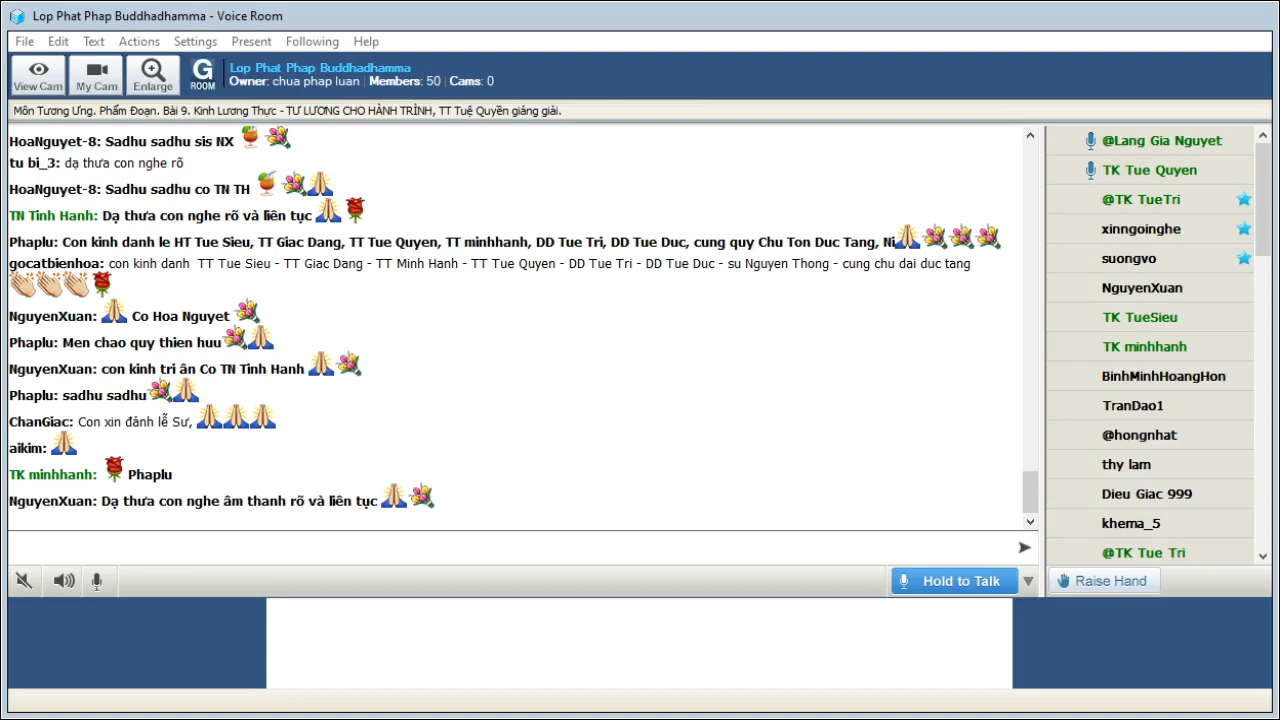 Lop Phat Phap Buddhadhamma - Voice Room
File Edit Text Actions Settings Present Following Help
View Cam My Cam Enlarge G ROOM
Lop Phat Phap Buddhadhamma
Owner: chua phap luan | Members: 50 | Cams: 0
Môn Tương Ưng. Phẩm Đoạn. Bài 9. Kinh Lương Thực - TƯ LƯƠNG CHO HÀNH TRÌNH, TT Tuệ Quyền giảng giải.
HoaNguyet-8: Sadhu sadhu sis NX
tu bi_3: dạ thưa con nghe rõ
HoaNguyet-8: Sadhu sadhu co TN TH
TN Tinh Hanh: Dạ thưa con nghe rõ và liên tục
Phaplu: Con kinh danh le HT Tue Sieu, TT Giac Dang, TT Tue Quyen, TT minhhanh, DD Tue Tri, DD Tue Duc, cung quy Chu Ton Duc Tang, Ni
gocatbienhoa: con kinh danh  TT Tue Sieu - TT Giac Dang - TT Minh Hanh - TT Tue Quyen - DD Tue Tri - DD Tue Duc - su Nguyen Thong - cung chu dai duc tang
NguyenXuan: Co Hoa Nguyet
Phaplu: Men chao quy thien huu
NguyenXuan: con kinh tri ân Co TN Tinh Hanh
Phaplu: sadhu sadhu
ChanGiac: Con xin đảnh lễ Sư,
aikim:
TK minhhanh: Phaplu
NguyenXuan: Dạ thưa con nghe âm thanh rõ và liên tục
Hold to Talk
@Lang Gia Nguyet
TK Tue Quyen
@TK TueTri
xinngoinghe
suongvo
NguyenXuan
TK TueSieu
TK minhhanh
BinhMinhHoangHon
TranDao1
@hongnhat
thy lam
Dieu Giac 999
khema_5
@TK Tue Tri
Raise Hand